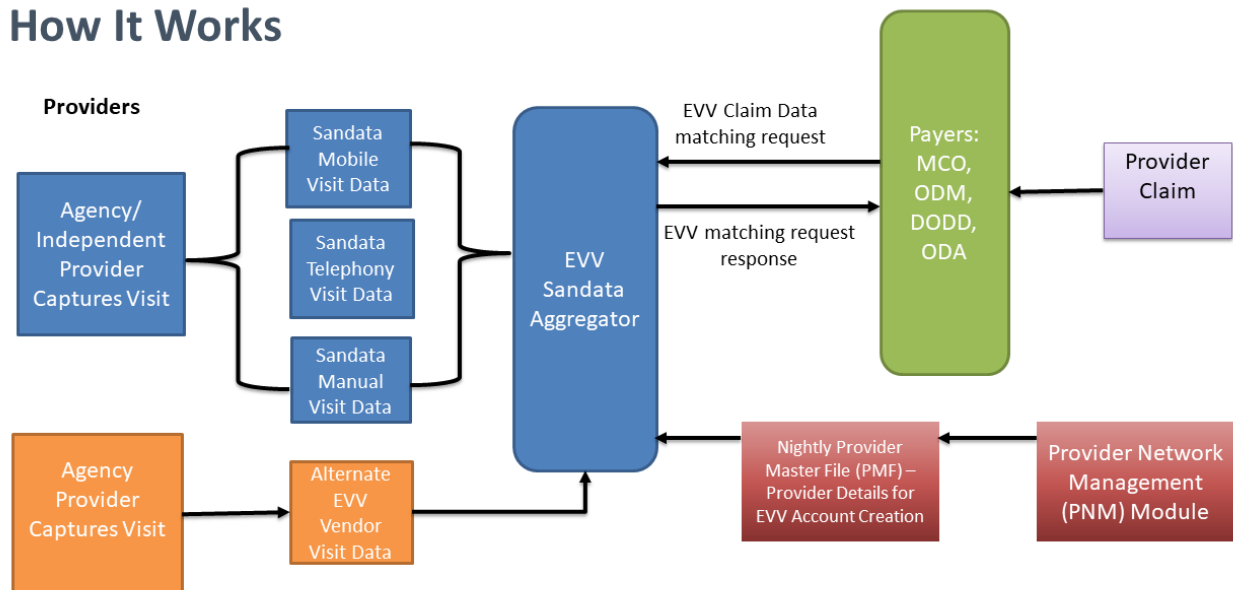 How It Works
Providers
Agency/
Independent
Provider
Captures Visit
Sandata
Mobile
Visit Data
Sandata
Telephony
Visit Data
Sandata
Manual
Visit Data
EVV
Sandata
Aggregator
EVV Claim Data
matching request
EVV matching request
response
Payers:
MCO,
ODM,
DODD,
ODA
Provider
Claim
Agency
Provider
Captures Visit
Alternate
EVV
Vendor
Visit Data
Nightly Provider
Master File (PMF) –
Provider Details for
EVV Account Creation
Provider Network
Management
(PNM) Module